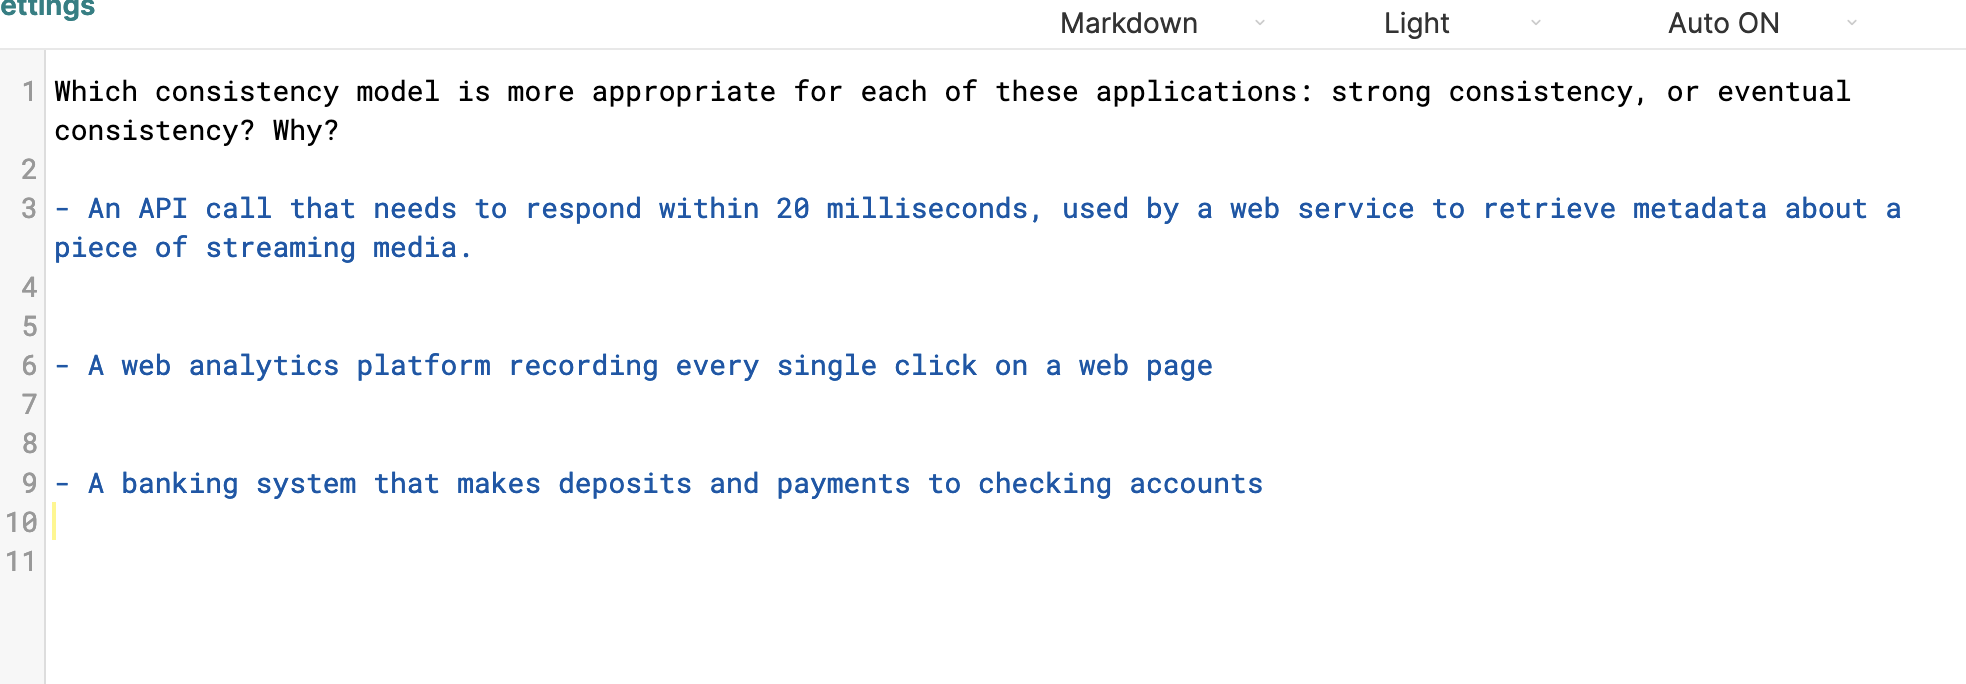 ettings
Markdown
Light
Auto ON
1 Which consistency model is more appropriate for each of these applications: strong consistency, or eventual
consistency? Why?
2
3 - An API call that needs to respond within 20 milliseconds, used by a web service to retrieve metadata about a
piece of streaming media.
4
5
6 - A web analytics platform recording every single click on a web page
7
8
9 - A banking system that makes deposits and payments to checking accounts
10
11